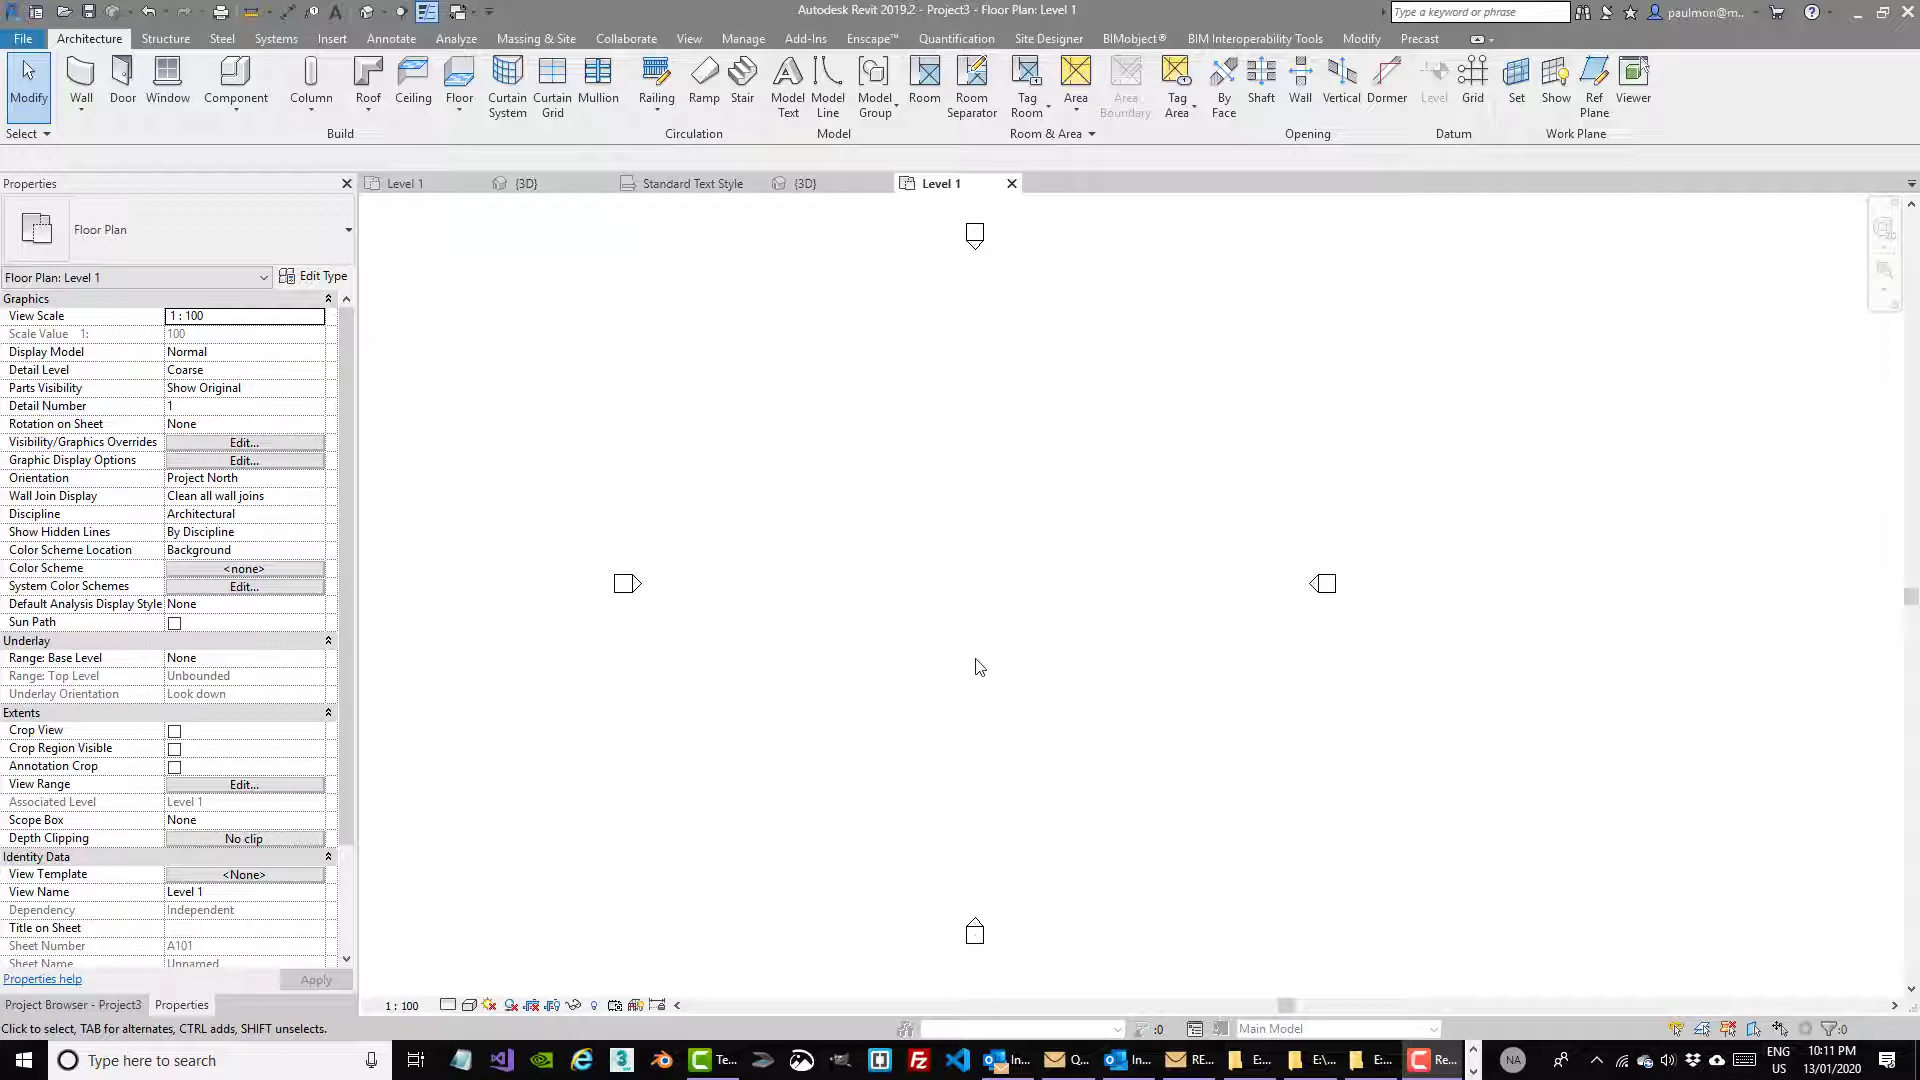 Autodesk Revit 2019.2 - Project3 - Floor Plan: Level 1
Type a keyword or phrase
paulmon@m...
File Architecture Structure Steel Systems Insert Annotate Analyze Massing & Site Collaborate View Manage Add-Ins Enscape™ Quantification Site Designer BIMobject® BIM Interoperability Tools Modify Precast
Modify Wall Door Window Component Column Roof Ceiling Floor Curtain System Curtain Grid Mullion Railing Ramp Stair Model Text Model Line Model Group Room Room Separator Tag Room Area Area Boundary Tag Area By Face Shaft Wall Vertical Dormer Level Grid Set Show Ref Plane Viewer
Select Build Circulation Model Room & Area Opening Datum Work Plane
Properties
Level 1 {3D} Standard Text Style {3D} Level 1
Floor Plan
Floor Plan: Level 1 Edit Type
Graphics
View Scale 1 : 100
Scale Value 1: 100
Display Model Normal
Detail Level Coarse
Parts Visibility Show Original
Detail Number 1
Rotation on Sheet None
Visibility/Graphics Overrides Edit...
Graphic Display Options Edit...
Orientation Project North
Wall Join Display Clean all wall joins
Discipline Architectural
Show Hidden Lines By Discipline
Color Scheme Location Background
Color Scheme <none>
System Color Schemes Edit...
Default Analysis Display Style None
Sun Path
Underlay
Range: Base Level None
Range: Top Level Unbounded
Underlay Orientation Look down
Extents
Crop View
Crop Region Visible
Annotation Crop
View Range Edit...
Associated Level Level 1
Scope Box None
Depth Clipping No clip
Identity Data
View Template <None>
View Name Level 1
Dependency Independent
Title on Sheet
Sheet Number A101
Sheet Name Unnamed
Properties help Apply
Project Browser - Project3 Properties
1 : 100
Click to select, TAB for alternates, CTRL adds, SHIFT unselects.
:0 Main Model :0
Type here to search
Te... In... Q... In... RE... E:... E:\... E:... Re...
NA
ENG
US
10:11 PM
13/01/2020